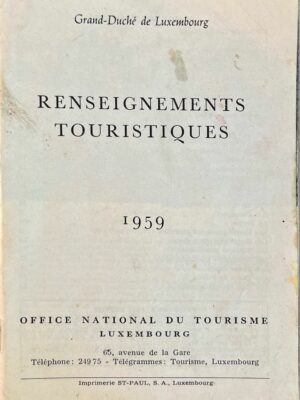 Grand-Duché de Luxembourg
RENSEIGNEMENTS
TOURISTIQUES
1959
OFFICE NATIONAL DU TOURISME
LUXEMBOURG
65, avenue de la Gare
Téléphone: 249 75 - Télégrammes: Tourisme, Luxembourg
Imprimerie ST-PAUL, S. A., Luxembourg